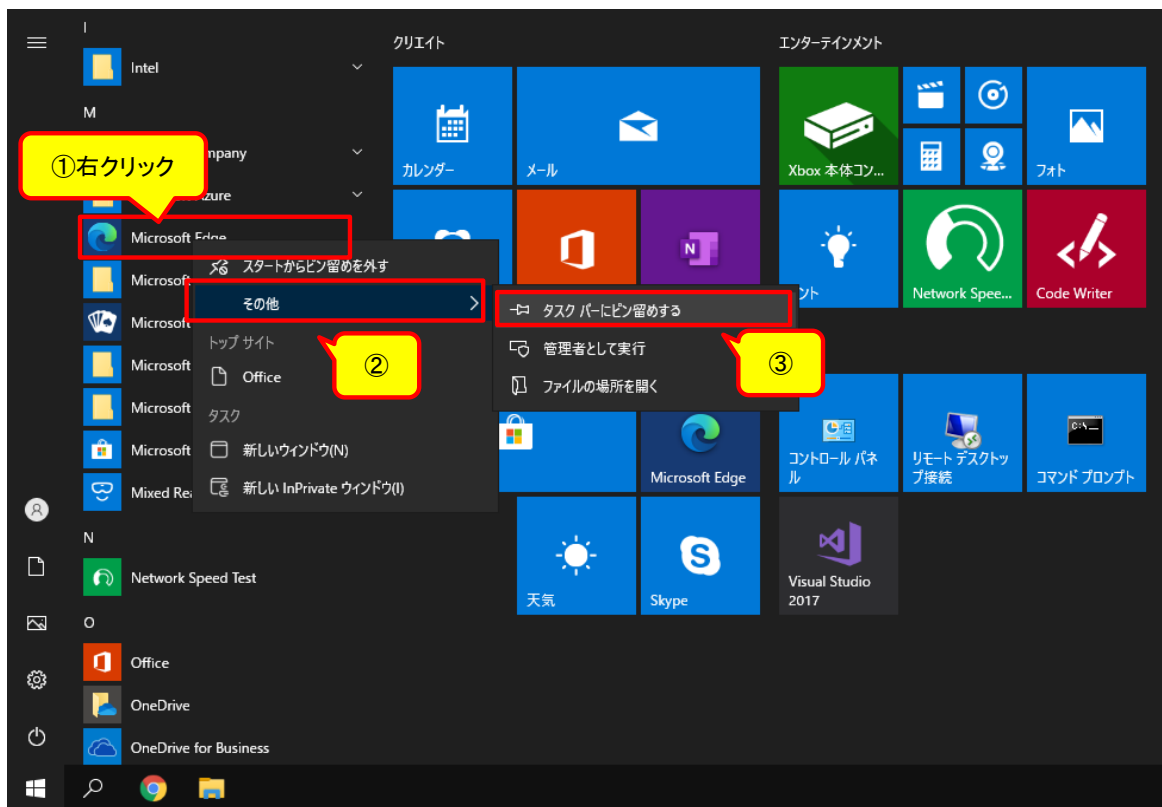 I
Intel
M
①右クリック
mpany
zure
Microsoft Edge
スタートからピン留めを外す
Microsoft
その他
タスク バーにピン留めする
Microsoft
トップ サイト
②
管理者として実行
③
Microsoft
Office
ファイルの場所を開く
Microsoft
タスク
Microsoft
新しいウィンドウ(N)
Mixed Rea
新しい InPrivate ウィンドウ(I)
N
Network Speed Test
O
Office
OneDrive
OneDrive for Business
クリエイト
カレンダー
メール
N
Microsoft Edge
天気
Skype
エンターテインメント
Xbox 本体コン...
フォト
ント
Network Spee...
Code Writer
コントロール パネ
ル
リモート デスクトッ
プ接続
C:\_
コマンド プロンプト
Visual Studio
2017